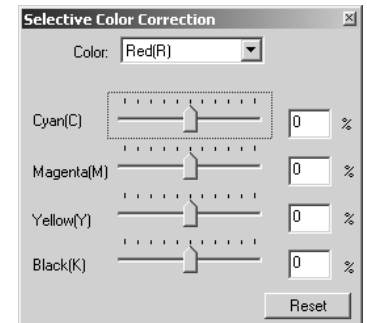 Selective Color Correction
Color: Red(R)
Cyan(C) 0 %
Magenta(M) 0 %
Yellow(Y) 0 %
Black(K) 0 %
Reset